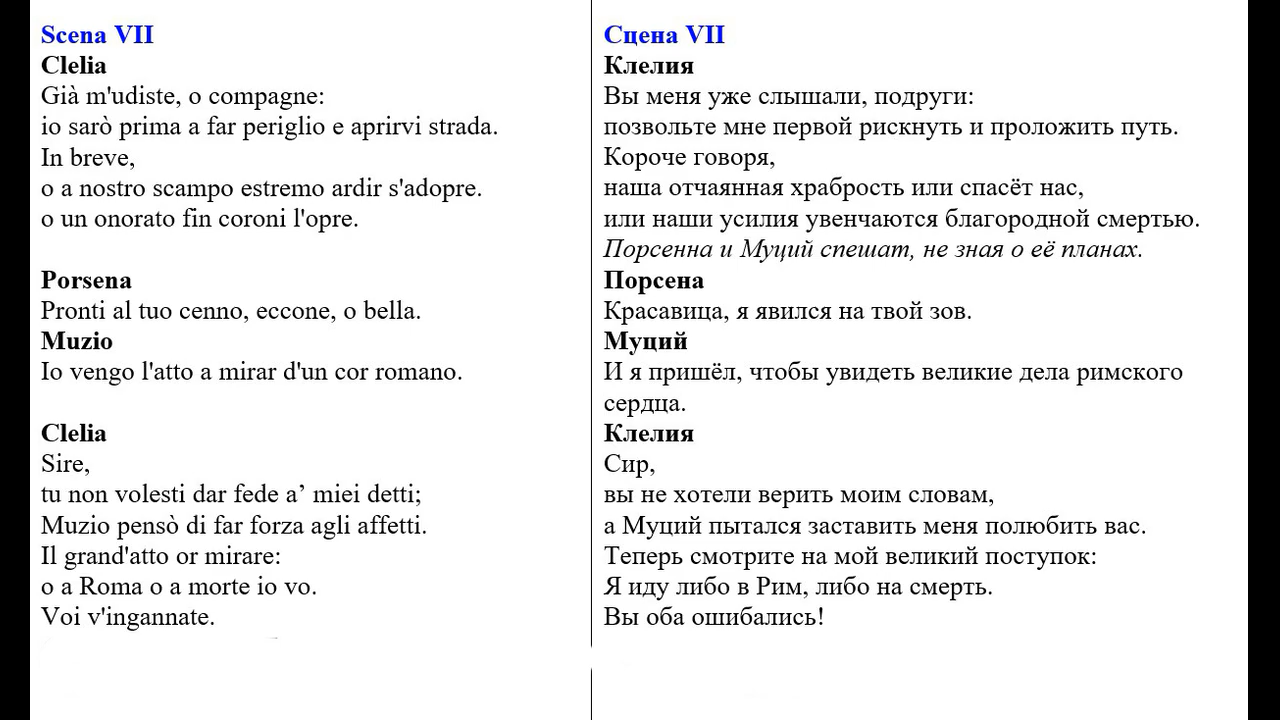 Scena VII
Clelia
Già m'udiste, o compagne:
io sarò prima a far periglio e aprirvi strada.
In breve,
o a nostro scampo estremo ardir s'adopre.
o un onorato fin coroni l'opre.
Porsena
Pronti al tuo cenno, eccone, o bella.
Muzio
Io vengo l'atto a mirar d'un cor romano.
Clelia
Sire,
tu non volesti dar fede a’ miei detti;
Muzio pensò di far forza agli affetti.
Il grand'atto or mirare:
o a Roma o a morte io vo.
Voi v'ingannate.
Сцена VII
Клелия
Вы меня уже слышали, подруги:
позвольте мне первой рискнуть и проложить путь.
Короче говоря,
наша отчаянная храбрость или спасёт нас,
или наши усилия увенчаются благородной смертью.
Порсенна и Муций спешат, не зная о её планах.
Порсена
Красавица, я явился на твой зов.
Муций
И я пришёл, чтобы увидеть великие дела римского
сердца.
Клелия
Сир,
вы не хотели верить моим словам,
а Муций пытался заставить меня полюбить вас.
Теперь смотрите на мой великий поступок:
Я иду либо в Рим, либо на смерть.
Вы оба ошибались!